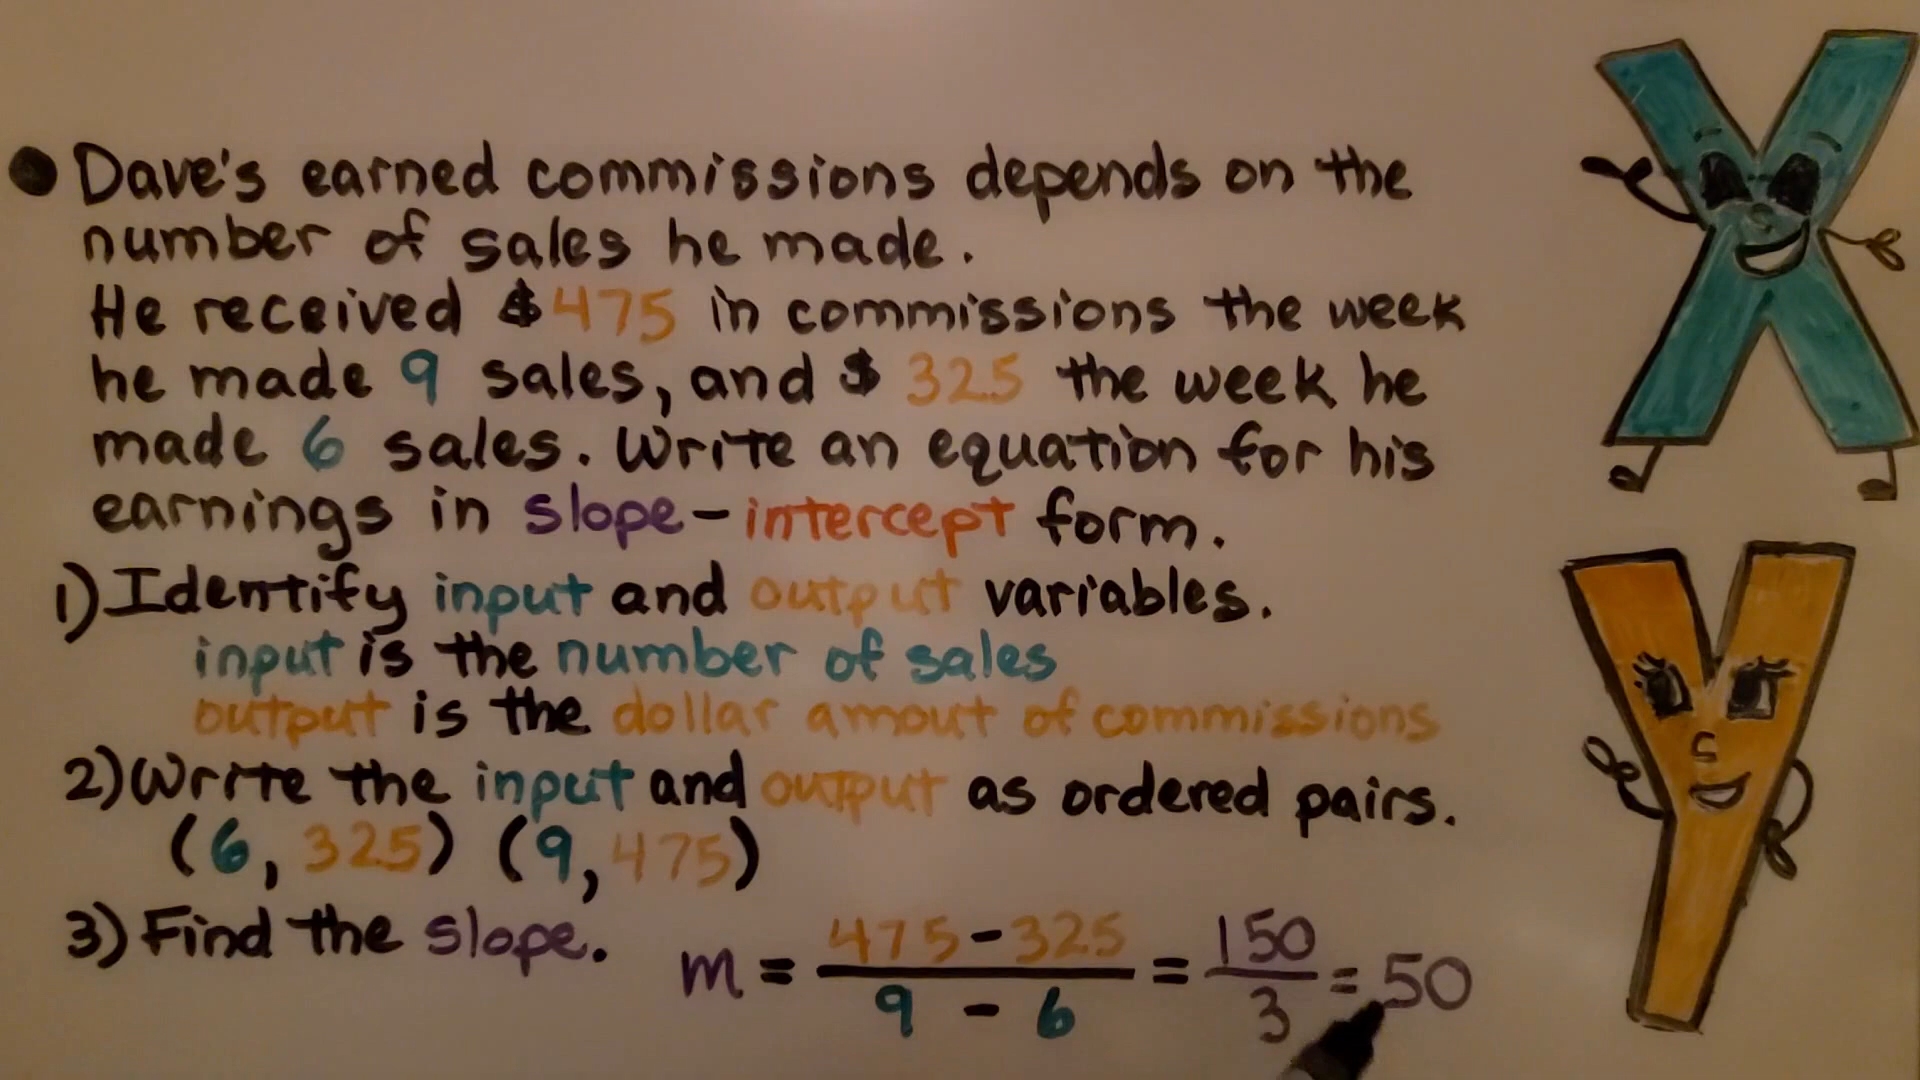 Dave's earned commissions depends on the
number of sales he made.
He received $475 in commissions the week
he made 9 sales, and $ 325 the week he
made 6 sales. Write an equation for his
earnings in slope-intercept form.
1) Identify input and output variables.
input is the number of sales
output is the dollar amount of commissions
2) Write the input and output as ordered pairs.
(6, 325) (9, 475)
3) Find the slope. m = 475 - 325 / 9 - 6 = 150 / 3 = 50
X
Y